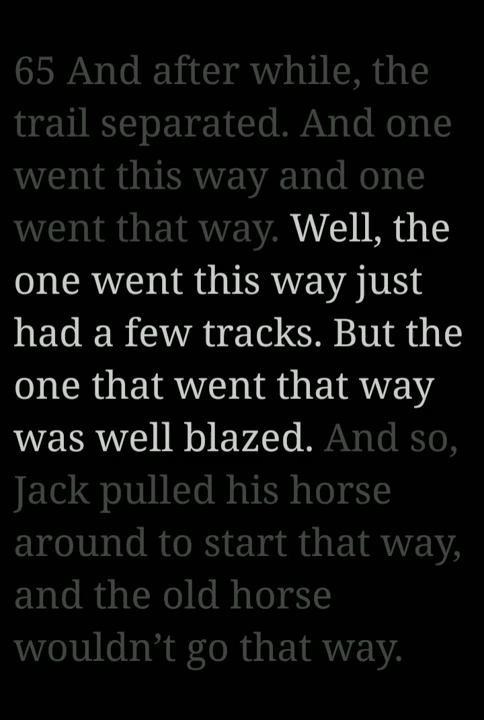 65 And after while, the
trail separated. And one
went this way and one
went that way. Well, the
one went this way just
had a few tracks. But the
one that went that way
was well blazed. And so,
Jack pulled his horse
around to start that way,
and the old horse
wouldn’t go that way.